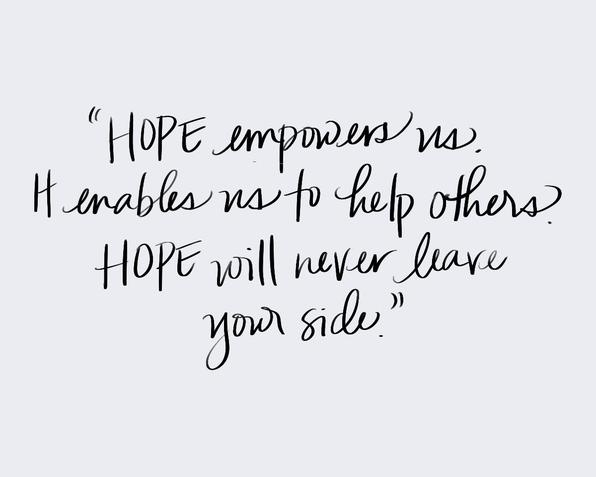 “HOPE empowers us.
It enables us to help others.
HOPE will never leave
your side.”